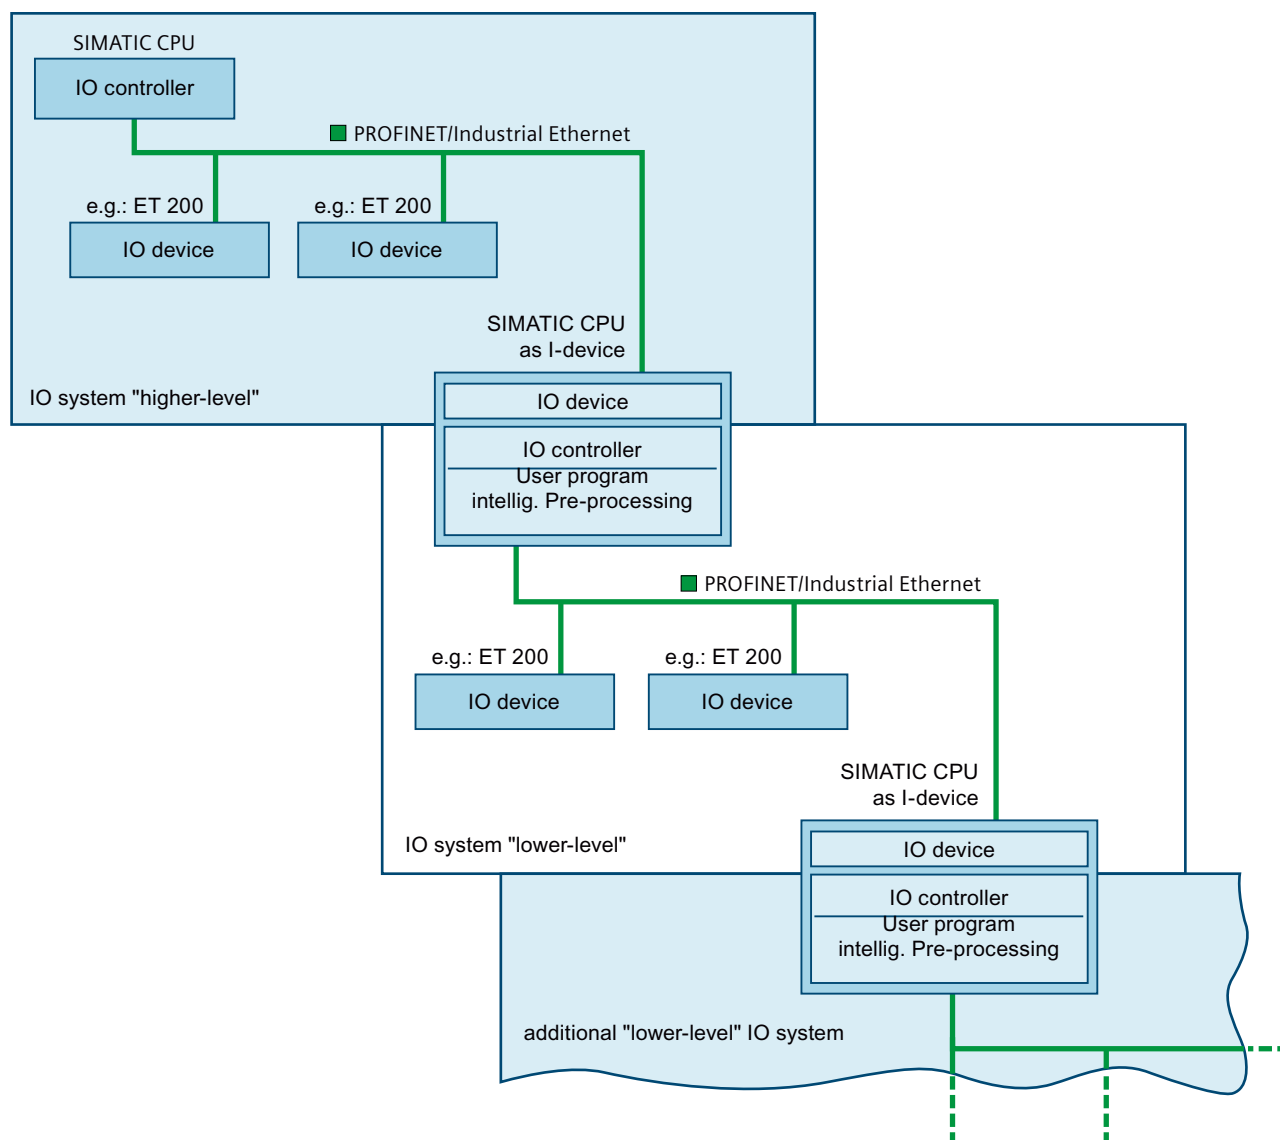 SIMATIC CPU
IO controller
PROFINET/Industrial Ethernet
e.g.: ET 200
e.g.: ET 200
IO device
IO device
SIMATIC CPU
as I-device
IO system "higher-level"
IO device
IO controller
User program
intellig. Pre-processing
PROFINET/Industrial Ethernet
e.g.: ET 200
e.g.: ET 200
IO device
IO device
SIMATIC CPU
as I-device
IO system "lower-level"
IO device
IO controller
User program
intellig. Pre-processing
additional "lower-level" IO system